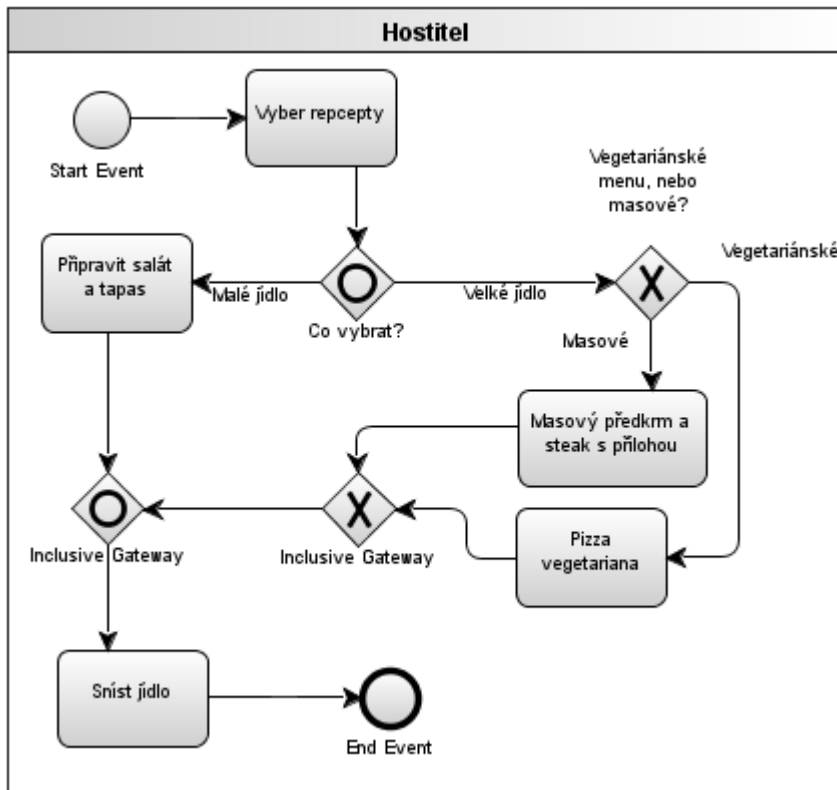 Hostitel
Vyber repcepty
Start Event
Vegetariánské
menu, nebo
masové?
Připravit salát
a tapas
Malé jídlo
Velké jídlo
Vegetariánské
Co vybrat?
Masové
Masový předkrm a
steak s přílohou
Inclusive Gateway
Inclusive Gateway
Pizza
vegetariana
Sníst jídlo
End Event